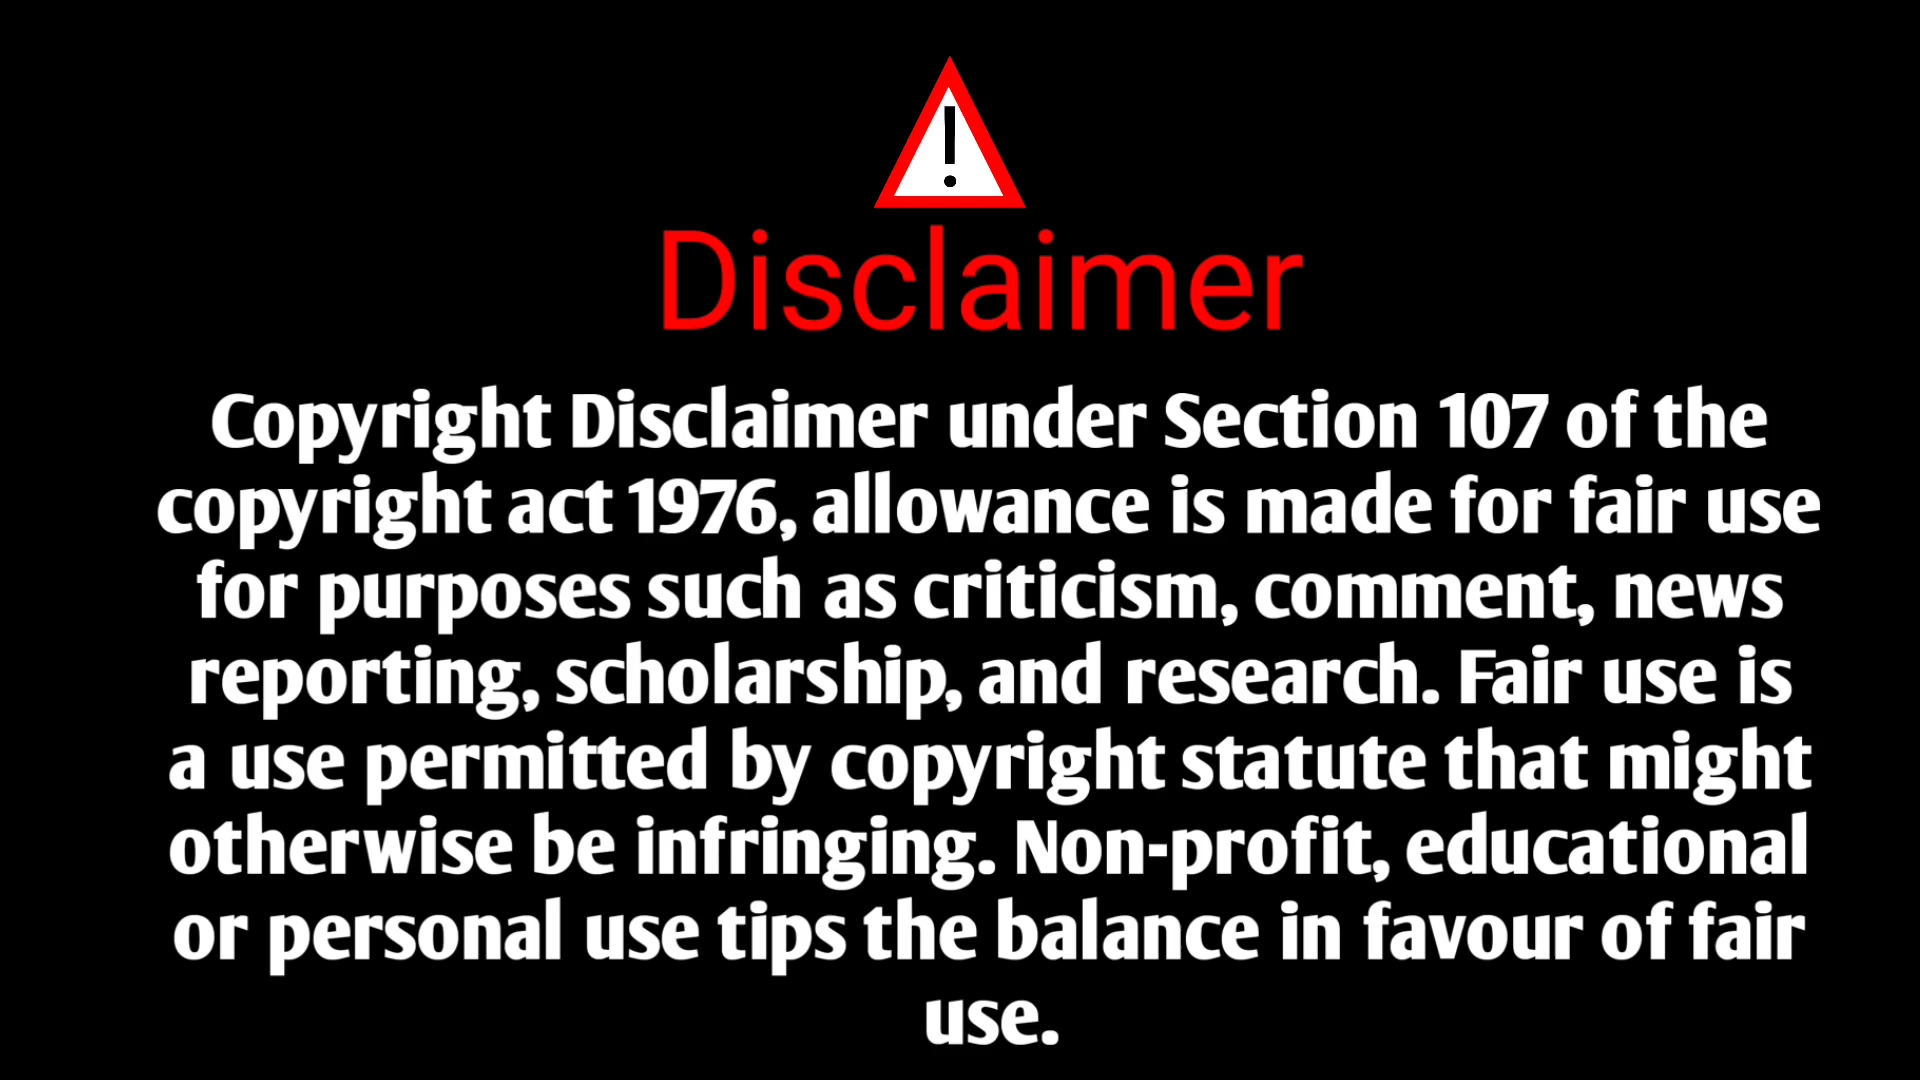 Disclaimer
Copyright Disclaimer under Section 107 of the
copyright act 1976, allowance is made for fair use
for purposes such as criticism, comment, news
reporting, scholarship, and research. Fair use is
a use permitted by copyright statute that might
otherwise be infringing. Non-profit, educational
or personal use tips the balance in favour of fair
use.